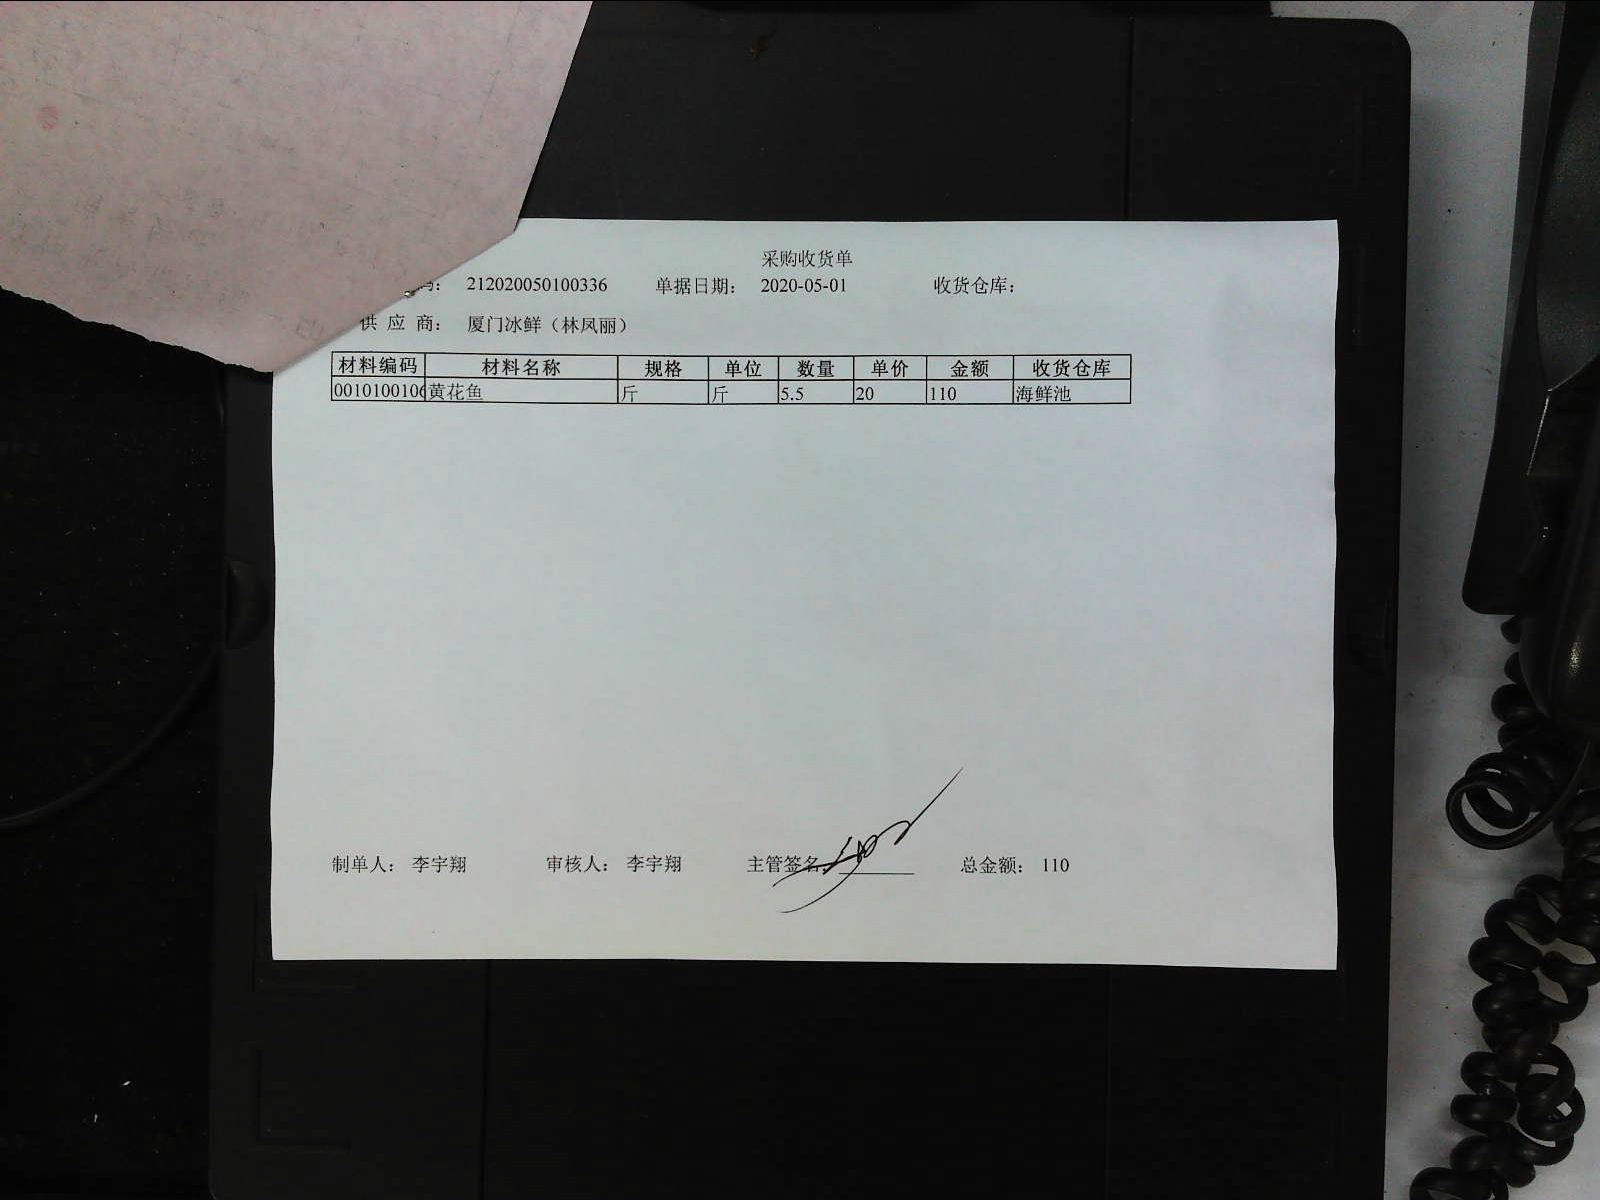 采购收货单
码： 212020050100336 单据日期： 2020-05-01 收货仓库：
供 应 商： 厦门冰鲜（林凤丽）
材料编码 材料名称 规格 单位 数量 单价 金额 收货仓库
0010100106 黄花鱼 斤 斤 5.5 20 110 海鲜池
制单人： 李宇翔 审核人： 李宇翔 主管签名: 总金额： 110